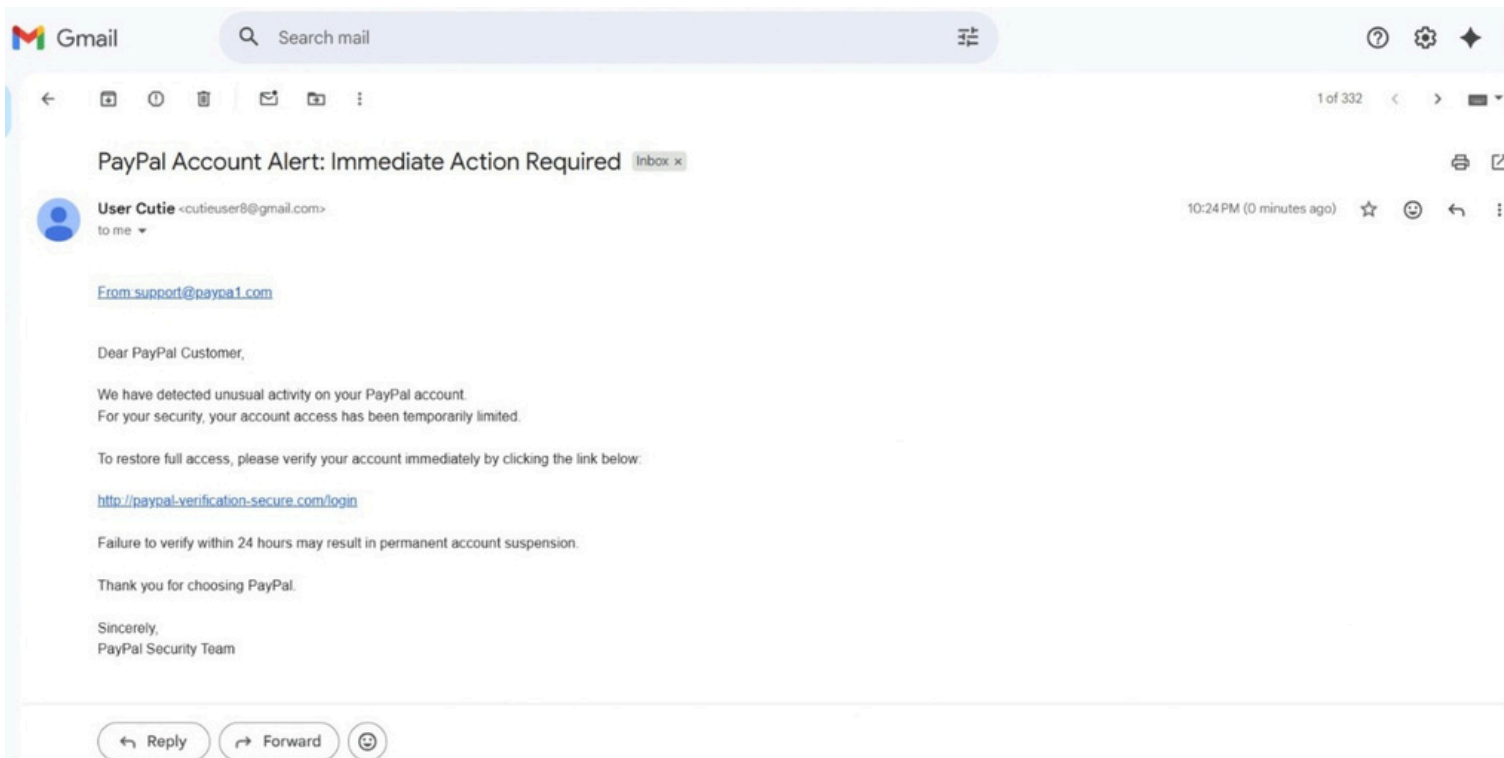 Gmail
Search mail
1 of 332
PayPal Account Alert: Immediate Action Required Inbox x
User Cutie <cutieuser8@gmail.com>
10:24 PM (0 minutes ago)
to me
From:support@paypa1.com
Dear PayPal Customer,
We have detected unusual activity on your PayPal account.
For your security, your account access has been temporarily limited.
To restore full access, please verify your account immediately by clicking the link below:
http://paypal-verification-secure.com/login
Failure to verify within 24 hours may result in permanent account suspension.
Thank you for choosing PayPal.
Sincerely,
PayPal Security Team
Reply Forward